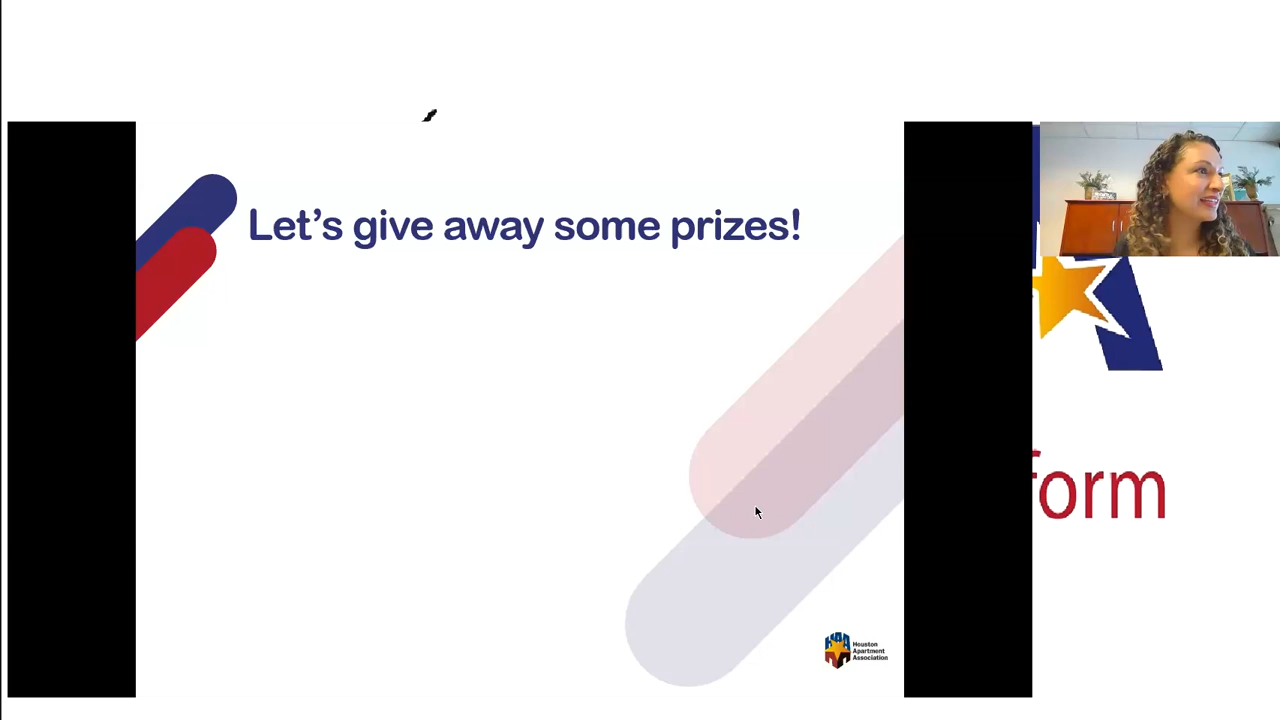 Let's give away some prizes!
form
Houston
Apartment
Association